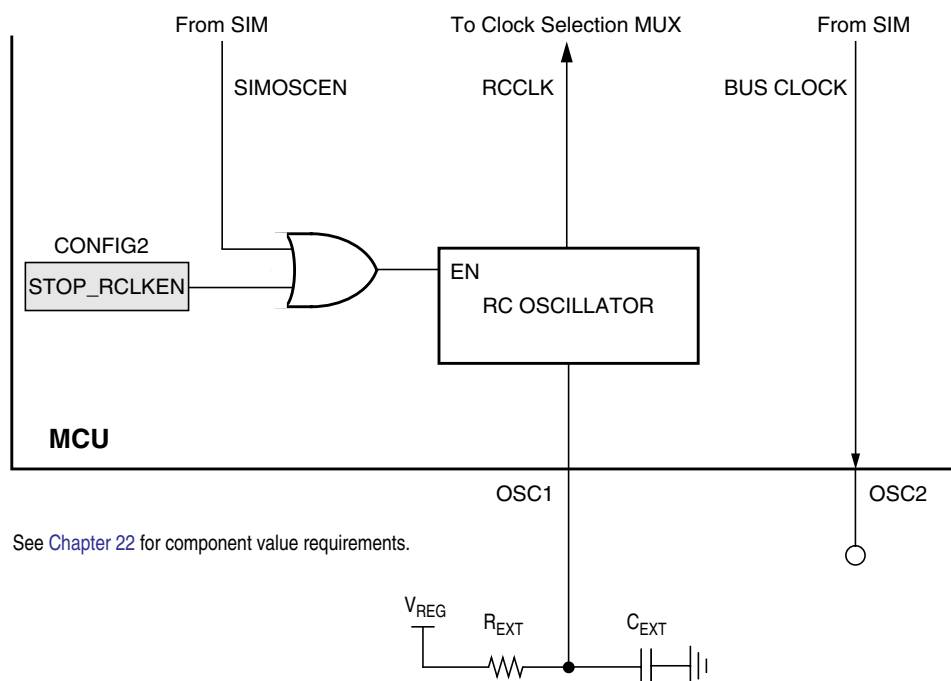 From SIM
To Clock Selection MUX
From SIM
SIMOSCEN
RCCLK
BUS CLOCK
CONFIG2
STOP_RCLKEN
EN
RC OSCILLATOR
MCU
OSC1
OSC2
See Chapter 22 for component value requirements.
VREG
REXT
CEXT